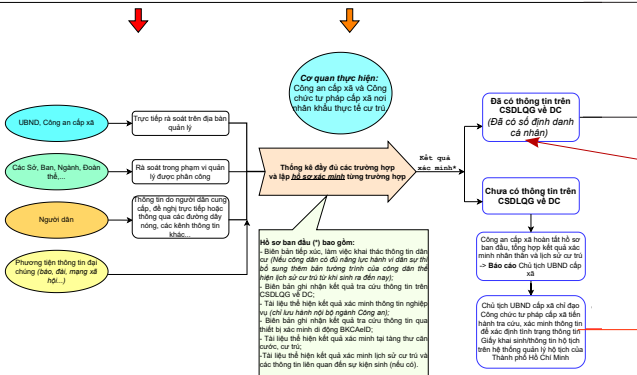 Cơ quan thực hiện:
Công an cấp xã và Công
chức tư pháp cấp xã nơi
nhân khẩu thực tế cư trú.
UBND, Công an cấp xã
Trực tiếp rà soát trên địa bàn
quản lý
Các Sở, Ban, Ngành, Đoàn
thể,...
Rà soát trong phạm vi quản
lý được phân công
Người dân
Thông tin do người dân cung
cấp, đề nghị trực tiếp hoặc
thông qua các đường dây
nóng, các kênh thông tin
khác...
Phương tiện thông tin đại
chúng (báo, đài, mạng xã
hội...)
Thống kê đầy đủ các trường hợp
và lập hồ sơ xác minh từng trường hợp
Kết quả
xác minh*
Hồ sơ ban đầu (*) bao gồm:
- Biên bản tiếp xúc, làm việc khai thác thông tin dân
cư (Nếu công dân có đủ năng lực hành vi dân sự thì
bổ sung thêm bản tường trình của công dân thể
hiện lịch sử cư trú từ khi sinh ra đến nay);
- Biên bản ghi nhận kết quả tra cứu thông tin trên
CSDLQG về DC;
- Tài liệu thể hiện kết quả xác minh thông tin nghiệp
vụ (chỉ lưu hành nội bộ ngành Công an);
- Biên bản ghi nhận kết quả tra cứu thông tin qua
thiết bị xác minh di động BKCAeID;
- Tài liệu thể hiện kết quả xác minh tại tàng thư căn
cước, cư trú;
-Tài liệu thể hiện kết quả xác minh lịch sử cư trú và
các thông tin liên quan đến sự kiện sinh (nếu có).
Đã có thông tin trên
CSDLQG về DC
(Đã có số định danh
cá nhân)
Chưa có thông tin trên
CSDLQG về DC
Công an cấp xã hoàn tất hồ sơ
ban đầu, tổng hợp kết quả xác
minh nhân thân và lịch sử cư trú
-> Báo cáo Chủ tịch UBND cấp
xã
Chủ tịch UBND cấp xã chỉ đạo
Công chức tư pháp cấp xã tiến
hành tra cứu, xác minh thông tin
để xác định tình trạng thông tin
Giấy khai sinh/thông tin hộ tịch
trên hệ thống quản lý hộ tịch của
Thành phố Hồ Chí Minh